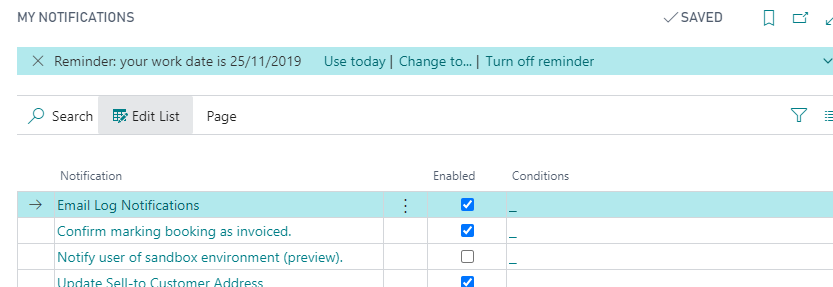 MY NOTIFICATIONS SAVED
Reminder: your work date is 25/11/2019 Use today | Change to... | Turn off reminder
Search Edit List Page
Notification Enabled Conditions
Email Log Notifications _
Confirm marking booking as invoiced. _
Notify user of sandbox environment (preview). _
Update Sell-to Customer Address